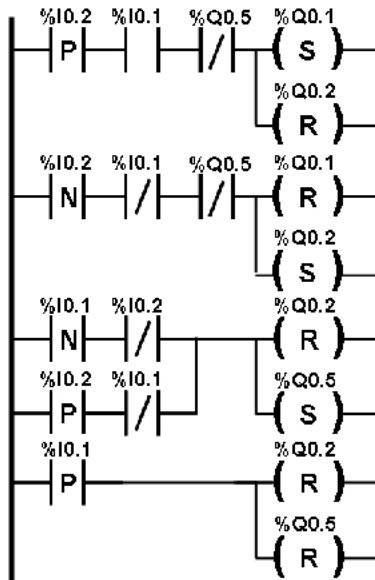 %I0.2 %I0.1 %Q0.5 %Q0.1
P S
%Q0.2
R
%I0.2 %I0.1 %Q0.5 %Q0.1
N R
%Q0.2
S
%I0.1 %I0.2 %Q0.2
N R
%I0.2 %I0.1 %Q0.5
P S
%I0.1 %Q0.2
P R
%Q0.5
R